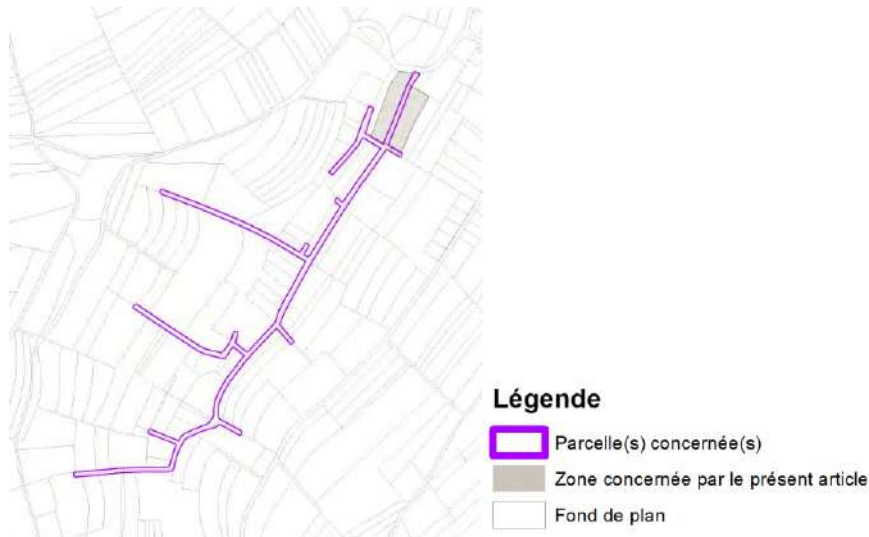 Légende
Parcelle(s) concernée(s)
Zone concernée par le présent article
Fond de plan